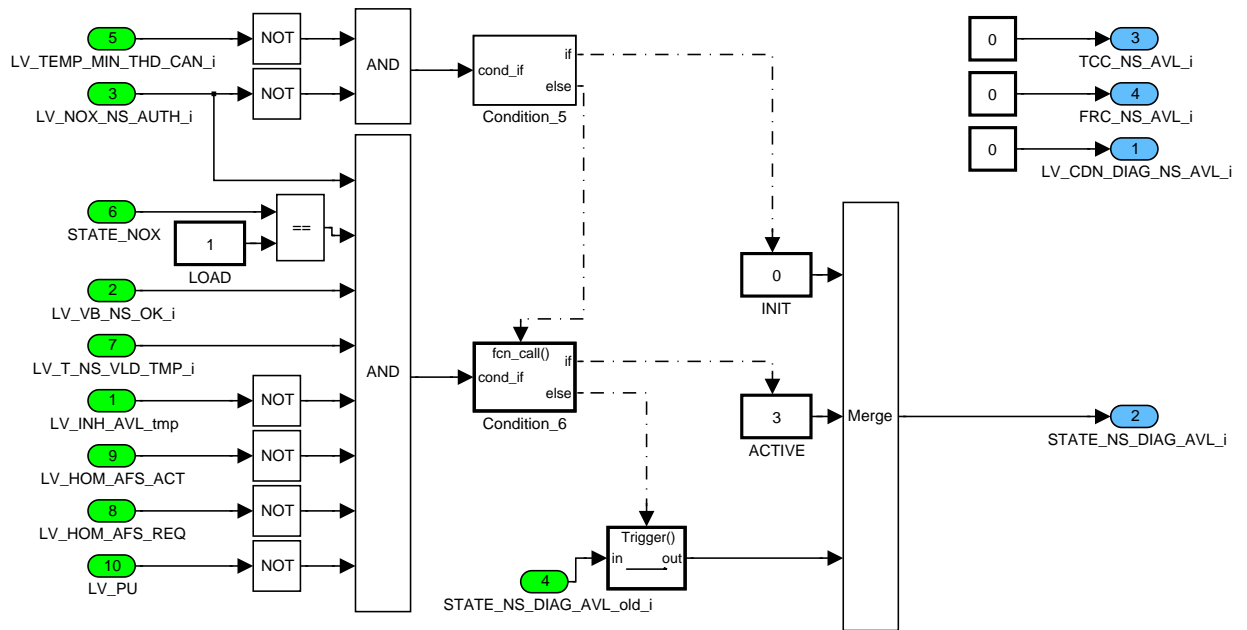 5
LV_TEMP_MIN_THD_CAN_i
NOT
3
LV_NOX_NS_AUTH_i
NOT
AND
cond_if
if
else
Condition_5
0
3
TCC_NS_AVL_i
0
4
FRC_NS_AVL_i
0
1
LV_CDN_DIAG_NS_AVL_i
6
STATE_NOX
1
LOAD
==
2
LV_VB_NS_OK_i
7
LV_T_NS_VLD_TMP_i
1
LV_INH_AVL_tmp
NOT
9
LV_HOM_AFS_ACT
NOT
8
LV_HOM_AFS_REQ
NOT
10
LV_PU
NOT
AND
fcn_call()
cond_if
if
else
Condition_6
0
INIT
3
ACTIVE
4
STATE_NS_DIAG_AVL_old_i
Trigger()
in
out
Merge
2
STATE_NS_DIAG_AVL_i